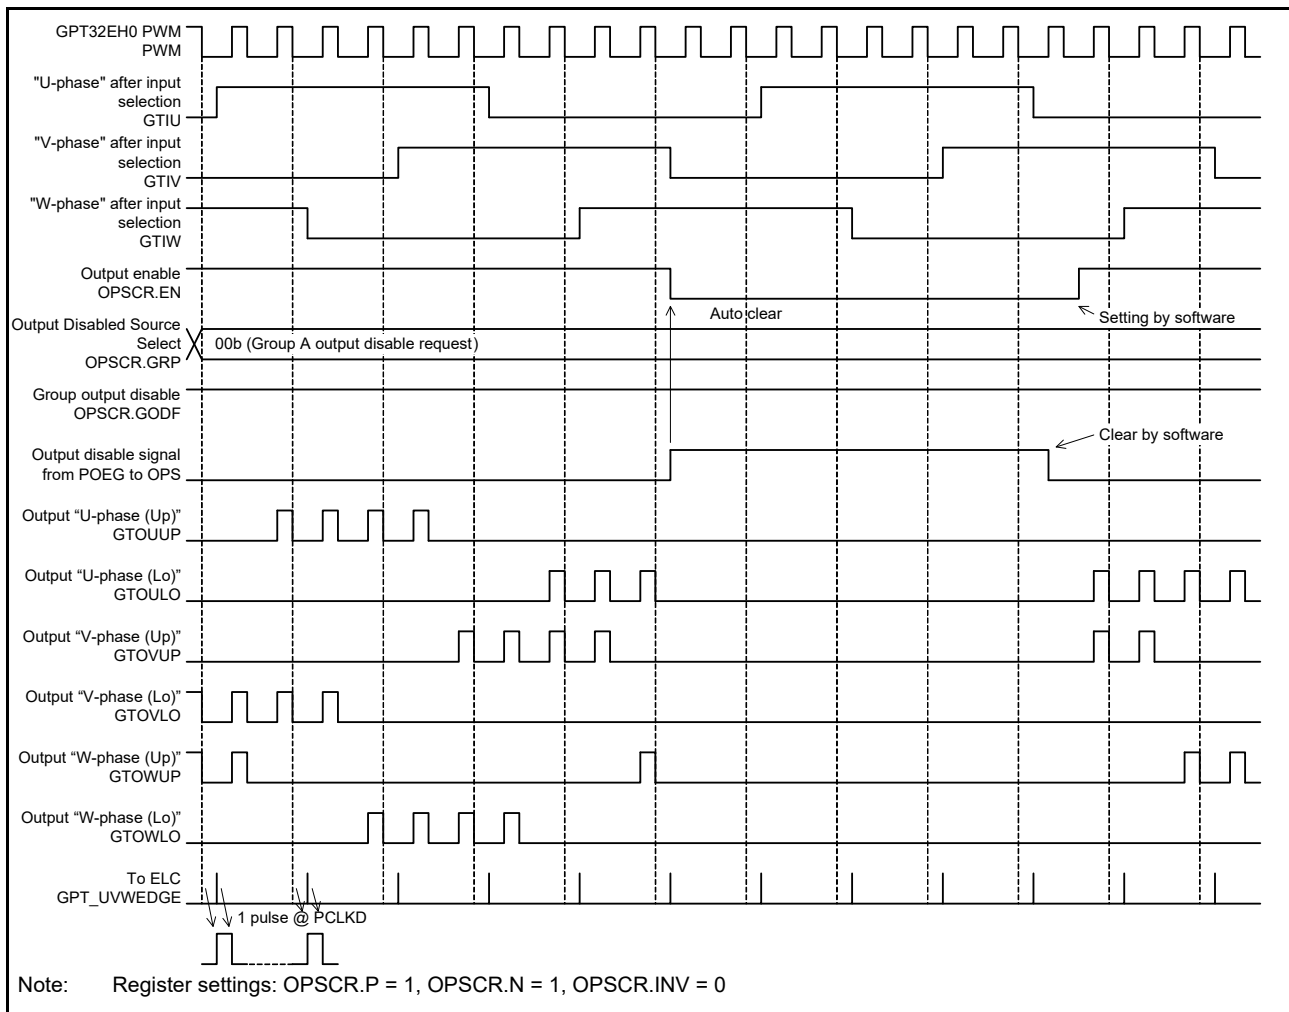 GPT32EH0 PWM
PWM
"U-phase" after input
selection
GTIU
"V-phase" after input
selection
GTIV
"W-phase" after input
selection
GTIW
Output enable
OPSCR.EN
Auto clear
Setting by software
Output Disabled Source
Select
OPSCR.GRP
00b (Group A output disable request)
Group output disable
OPSCR.GODF
Clear by software
Output disable signal
from POEG to OPS
Output “U-phase (Up)”
GTOUUP
Output “U-phase (Lo)”
GTOULO
Output “V-phase (Up)”
GTOVUP
Output “V-phase (Lo)”
GTOVLO
Output “W-phase (Up)”
GTOWUP
Output “W-phase (Lo)”
GTOWLO
To ELC
GPT_UVWEDGE
1 pulse @ PCLKD
Note: Register settings: OPSCR.P = 1, OPSCR.N = 1, OPSCR.INV = 0